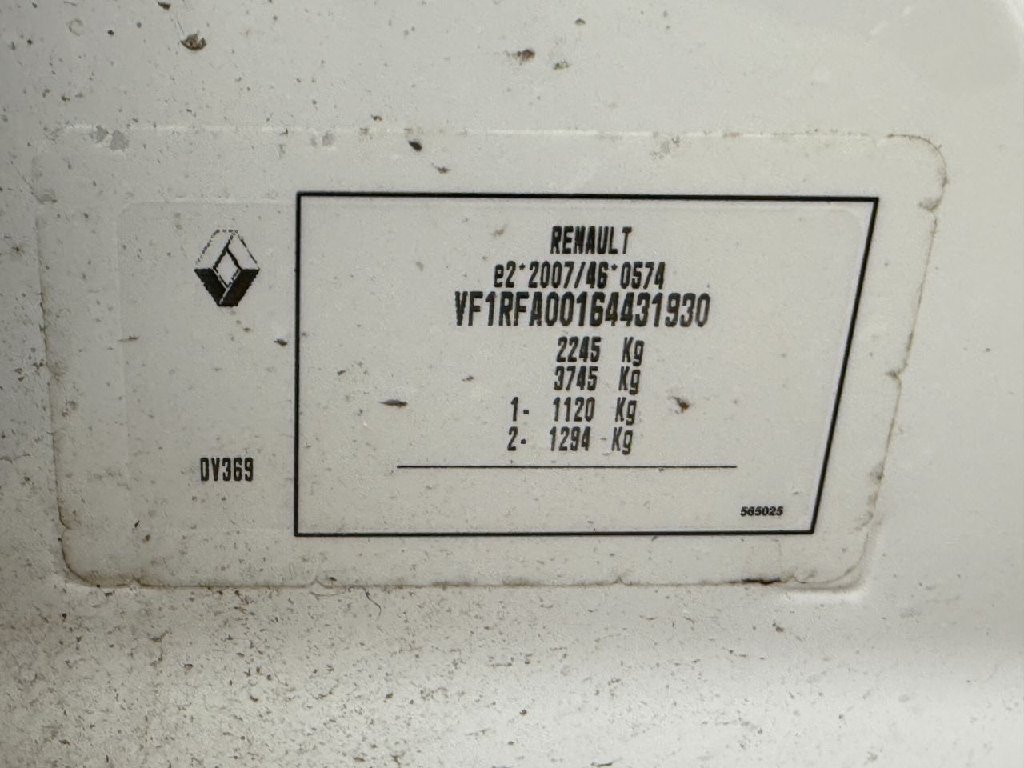 RENAULT
e2*2007/46*0574
VF1RFA00164431930
2245 Kg
3745 Kg
1- 1120 Kg
2- 1294 Kg
DY369
565025